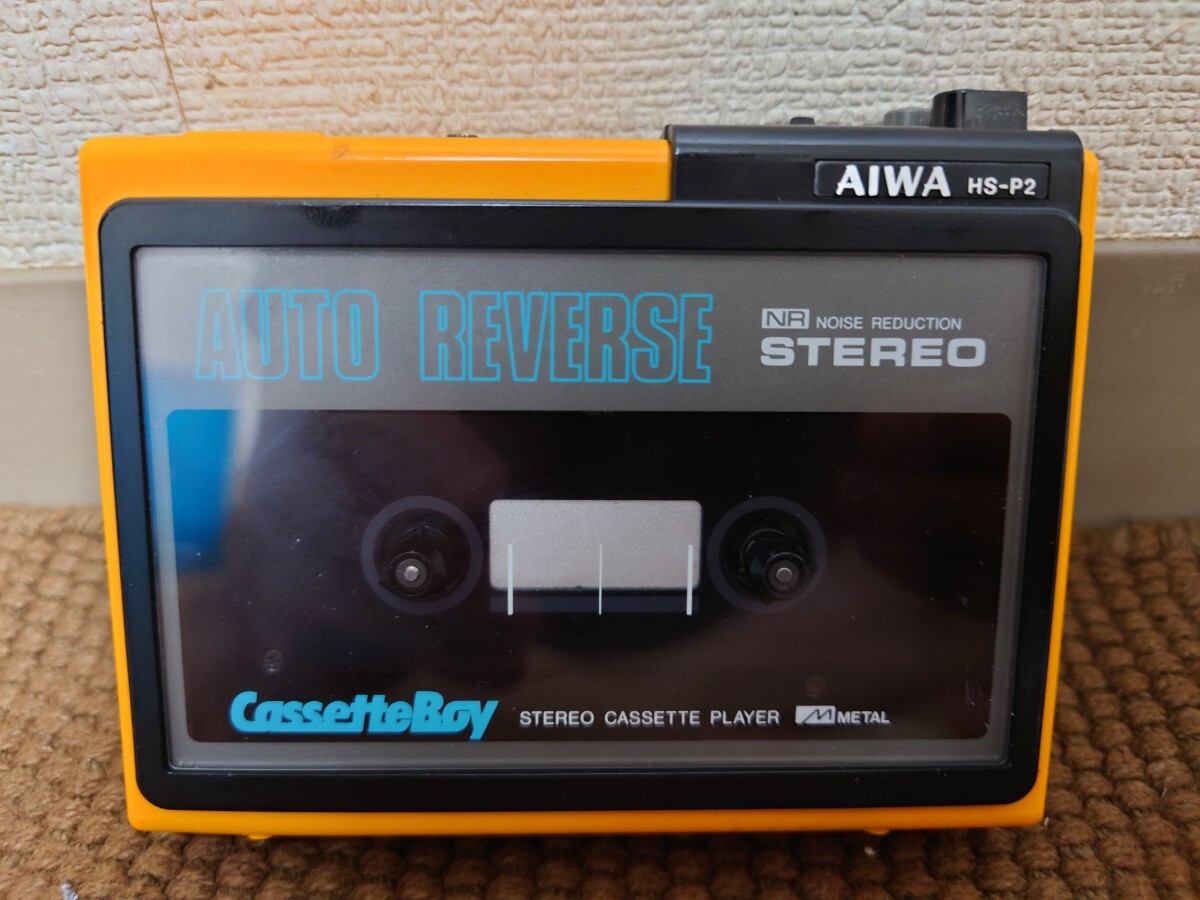 AIWA HS-P2
AUTO REVERSE
NR NOISE REDUCTION
STEREO
CassetteBoy STEREO CASSETTE PLAYER METAL